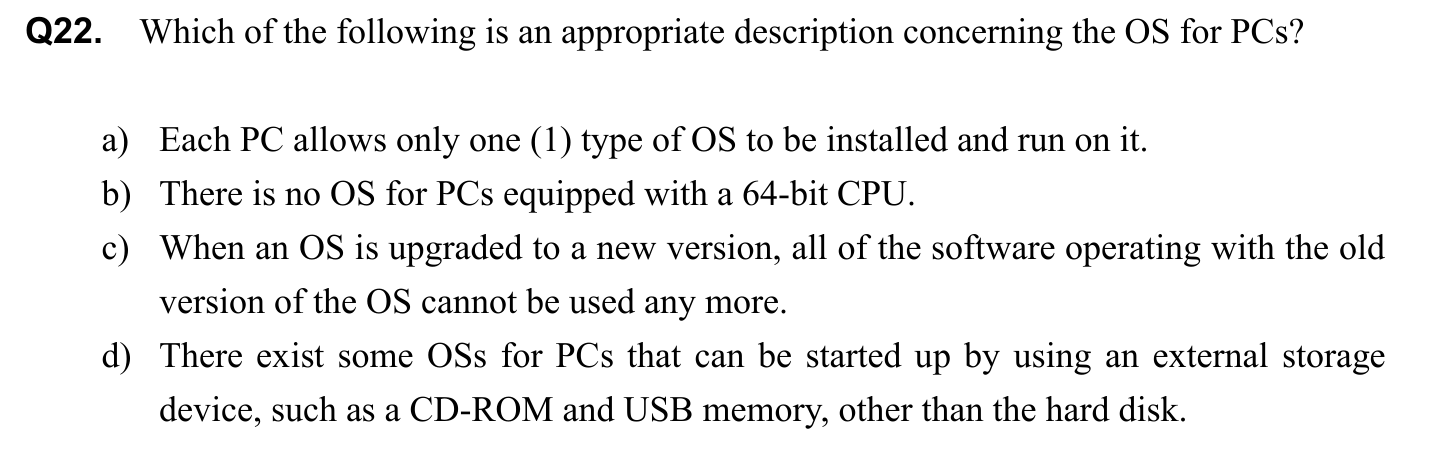 Q22. Which of the following is an appropriate description concerning the OS for PCs?
a) Each PC allows only one (1) type of OS to be installed and run on it.
b) There is no OS for PCs equipped with a 64-bit CPU.
c) When an OS is upgraded to a new version, all of the software operating with the old
version of the OS cannot be used any more.
d) There exist some OSs for PCs that can be started up by using an external storage
device, such as a CD-ROM and USB memory, other than the hard disk.